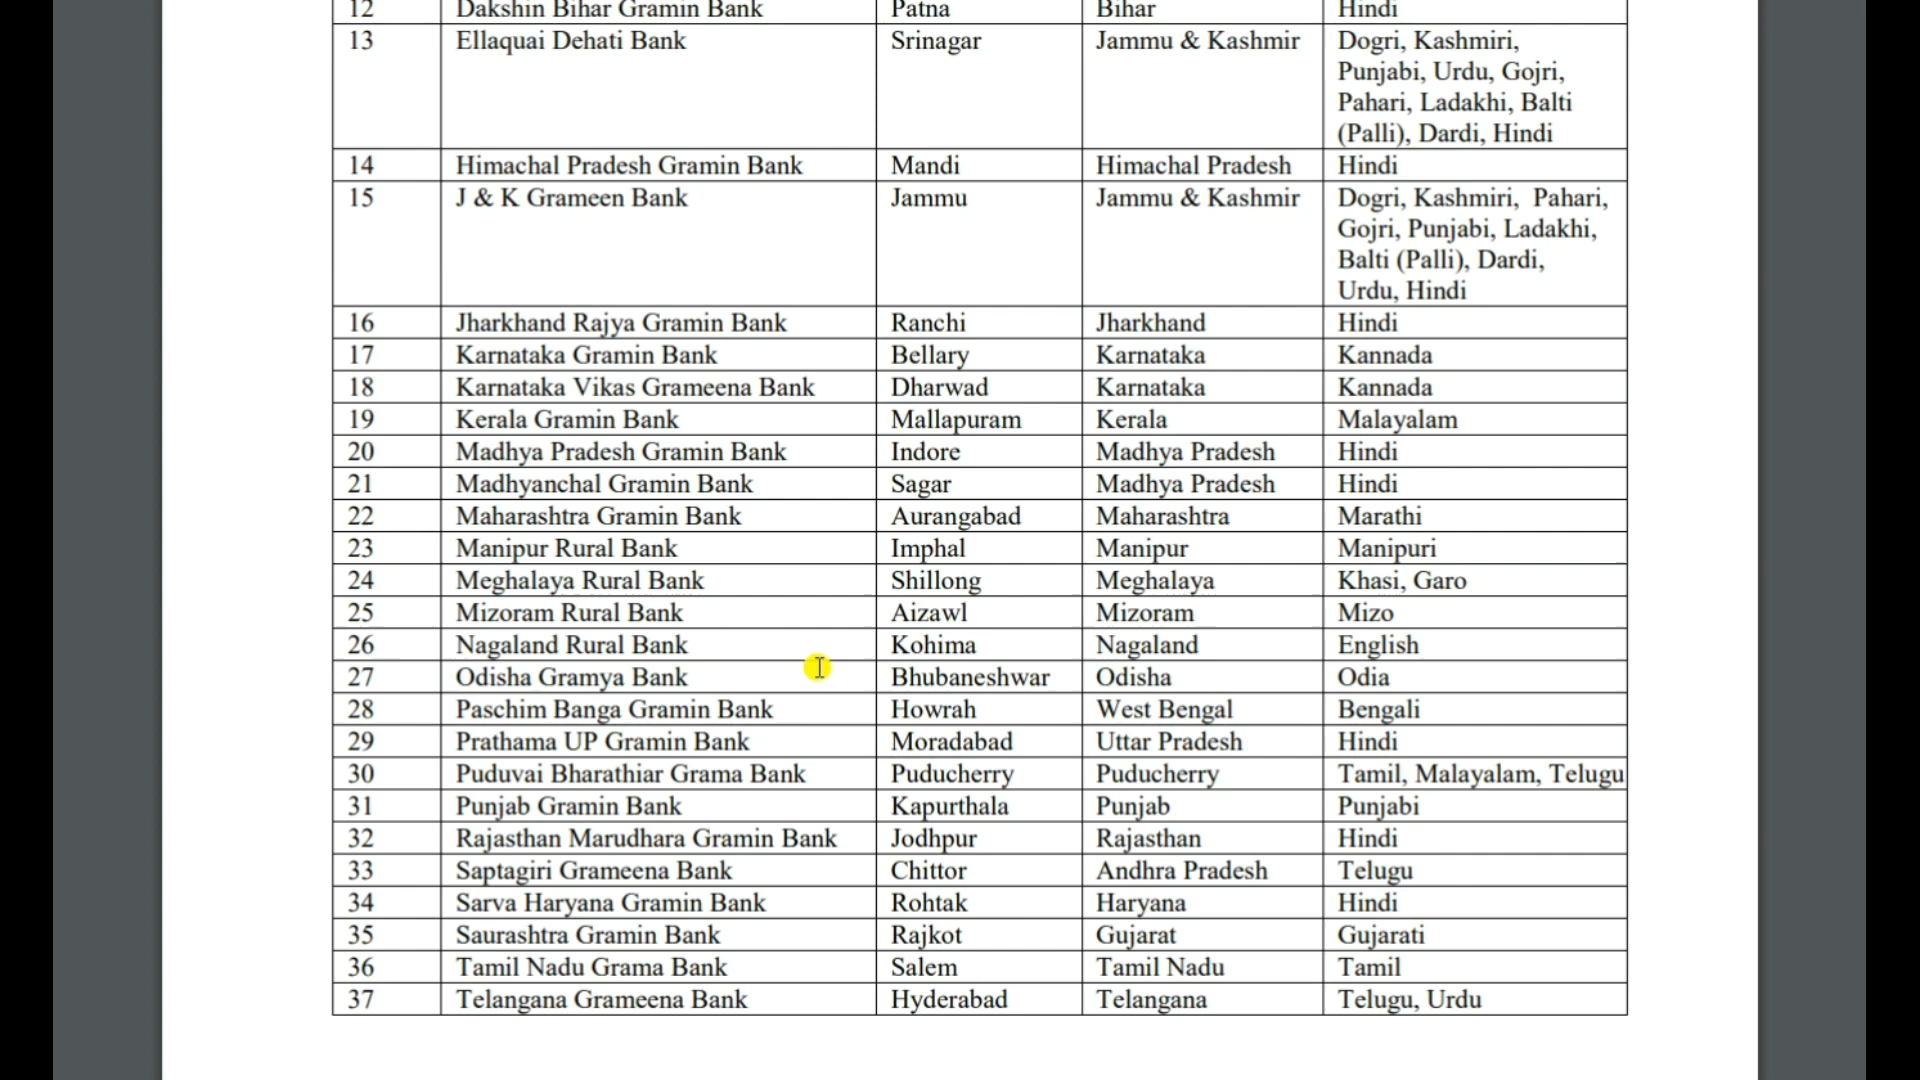 12 Dakshin Bihar Gramin Bank Patna Bihar Hindi
13 Ellaquai Dehati Bank Srinagar Jammu & Kashmir Dogri, Kashmiri,
Punjabi, Urdu, Gojri,
Pahari, Ladakhi, Balti
(Palli), Dardi, Hindi
14 Himachal Pradesh Gramin Bank Mandi Himachal Pradesh Hindi
15 J & K Grameen Bank Jammu Jammu & Kashmir Dogri, Kashmiri, Pahari,
Gojri, Punjabi, Ladakhi,
Balti (Palli), Dardi,
Urdu, Hindi
16 Jharkhand Rajya Gramin Bank Ranchi Jharkhand Hindi
17 Karnataka Gramin Bank Bellary Karnataka Kannada
18 Karnataka Vikas Grameena Bank Dharwad Karnataka Kannada
19 Kerala Gramin Bank Mallapuram Kerala Malayalam
20 Madhya Pradesh Gramin Bank Indore Madhya Pradesh Hindi
21 Madhyanchal Gramin Bank Sagar Madhya Pradesh Hindi
22 Maharashtra Gramin Bank Aurangabad Maharashtra Marathi
23 Manipur Rural Bank Imphal Manipur Manipuri
24 Meghalaya Rural Bank Shillong Meghalaya Khasi, Garo
25 Mizoram Rural Bank Aizawl Mizoram Mizo
26 Nagaland Rural Bank Kohima Nagaland English
27 Odisha Gramya Bank Bhubaneshwar Odisha Odia
28 Paschim Banga Gramin Bank Howrah West Bengal Bengali
29 Prathama UP Gramin Bank Moradabad Uttar Pradesh Hindi
30 Puduvai Bharathiar Grama Bank Puducherry Puducherry Tamil, Malayalam, Telugu
31 Punjab Gramin Bank Kapurthala Punjab Punjabi
32 Rajasthan Marudhara Gramin Bank Jodhpur Rajasthan Hindi
33 Saptagiri Grameena Bank Chittor Andhra Pradesh Telugu
34 Sarva Haryana Gramin Bank Rohtak Haryana Hindi
35 Saurashtra Gramin Bank Rajkot Gujarat Gujarati
36 Tamil Nadu Grama Bank Salem Tamil Nadu Tamil
37 Telangana Grameena Bank Hyderabad Telangana Telugu, Urdu